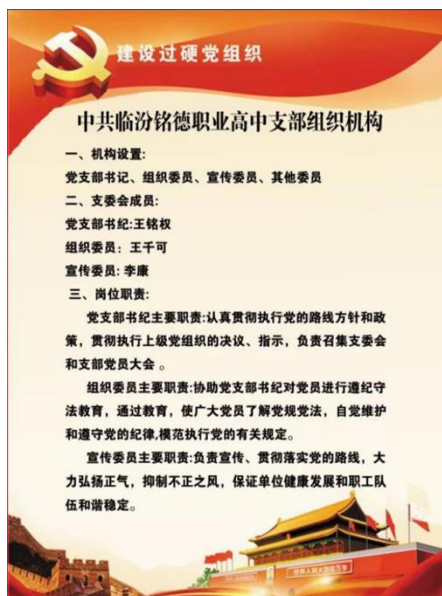 建设过硬党组织
中共临汾铭德职业高中支部组织机构
一、机构设置:
党支部书记、组织委员、宣传委员、其他委员
二、支委会成员:
党支部书纪:王铭权
组织委员：王千可
宣传委员: 李康
三、岗位职责:
党支部书纪主要职责:认真贯彻执行党的路线方针和政
策，贯彻执行上级党组织的决议、指示，负责召集支委会
和支部党员大会 。
组织委员主要职责:协助党支部书纪对党员进行遵纪守
法教育，通过教育，使广大党员了解党规党法，自觉维护
和遵守党的纪律,模范执行党的有关规定。
宣传委员主要职责:负责宣传、贯彻落实党的路线，大
力弘扬正气，抑制不正之风，保证单位健康发展和职工队
伍和谐稳定。
世界人民大团结万岁